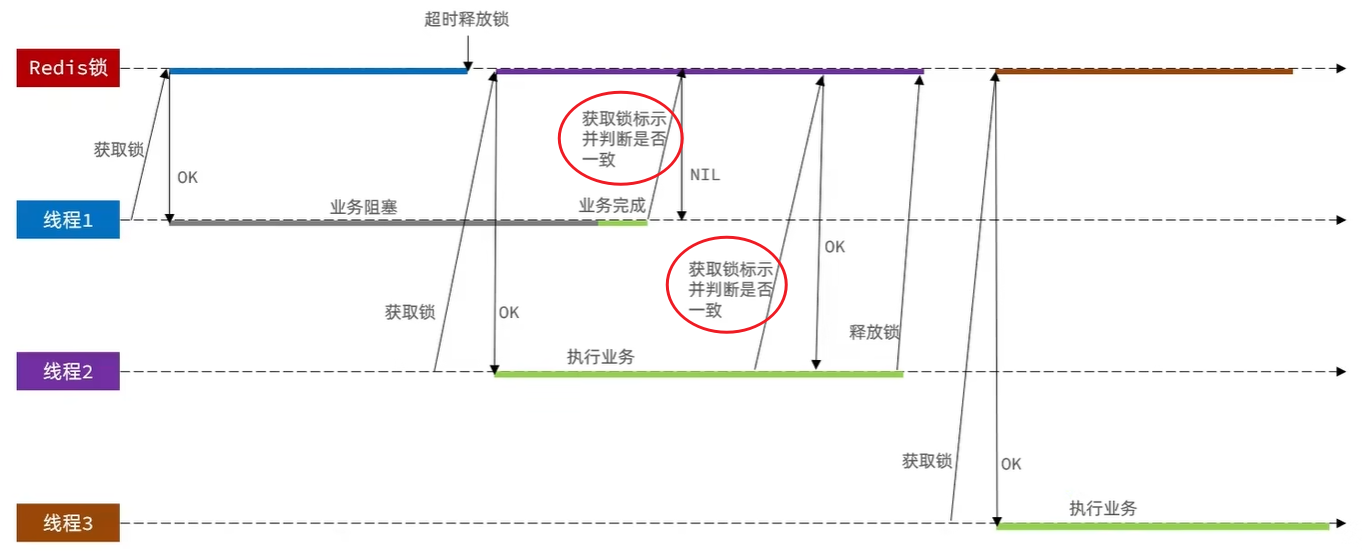 超时释放锁
Redis锁
获取锁标示
并判断是否
一致
获取锁
OK
NIL
线程1
业务阻塞
业务完成
OK
获取锁标示
并判断是否
一致
获取锁
OK
释放锁
线程2
执行业务
获取锁
OK
线程3
执行业务